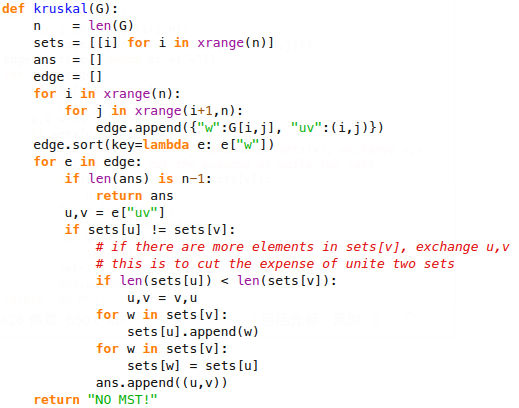 def kruskal(G):
    n    = len(G)
    sets = [[i] for i in xrange(n)]
    ans  = []
    edge = []
    for i in xrange(n):
        for j in xrange(i+1,n):
            edge.append({"w":G[i,j], "uv":(i,j)})
    edge.sort(key=lambda e: e["w"])
    for e in edge:
        if len(ans) is n−1:
            return ans
        u,v = e["uv"]
        if sets[u] != sets[v]:
            # if there are more elements in sets[v], exchange u,v
            # this is to cut the expense of unite two sets
            if len(sets[u]) < len(sets[v]):
                u,v = v,u
            for w in sets[v]:
                sets[u].append(w)
            for w in sets[v]:
                sets[w] = sets[u]
            ans.append((u,v))
    return "NO MST!"